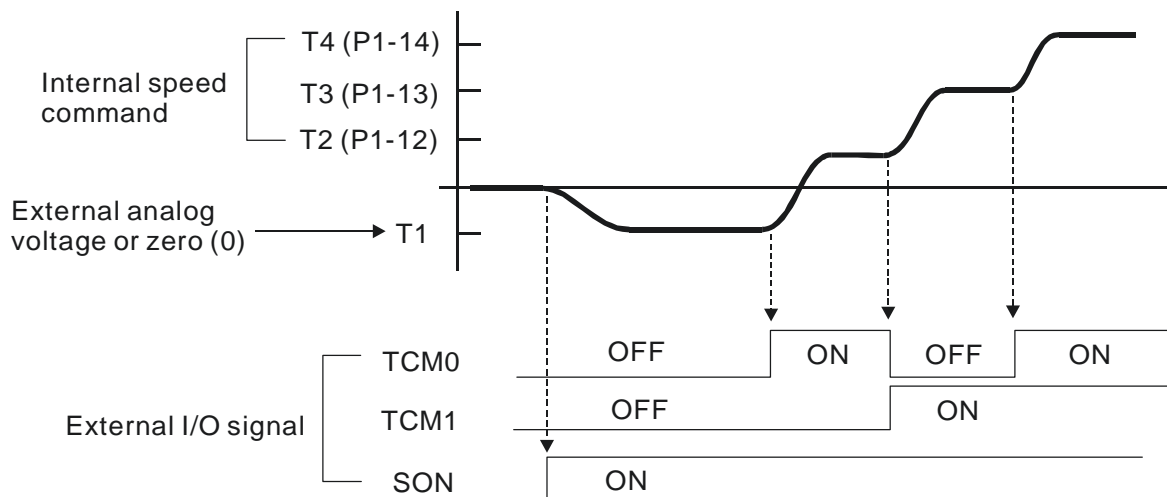 T4 (P1-14)
Internal speed
command
T3 (P1-13)
T2 (P1-12)
External analog
voltage or zero (0)
T1
TCM0
OFF
ON
OFF
ON
TCM1
OFF
ON
External I/O signal
SON
ON